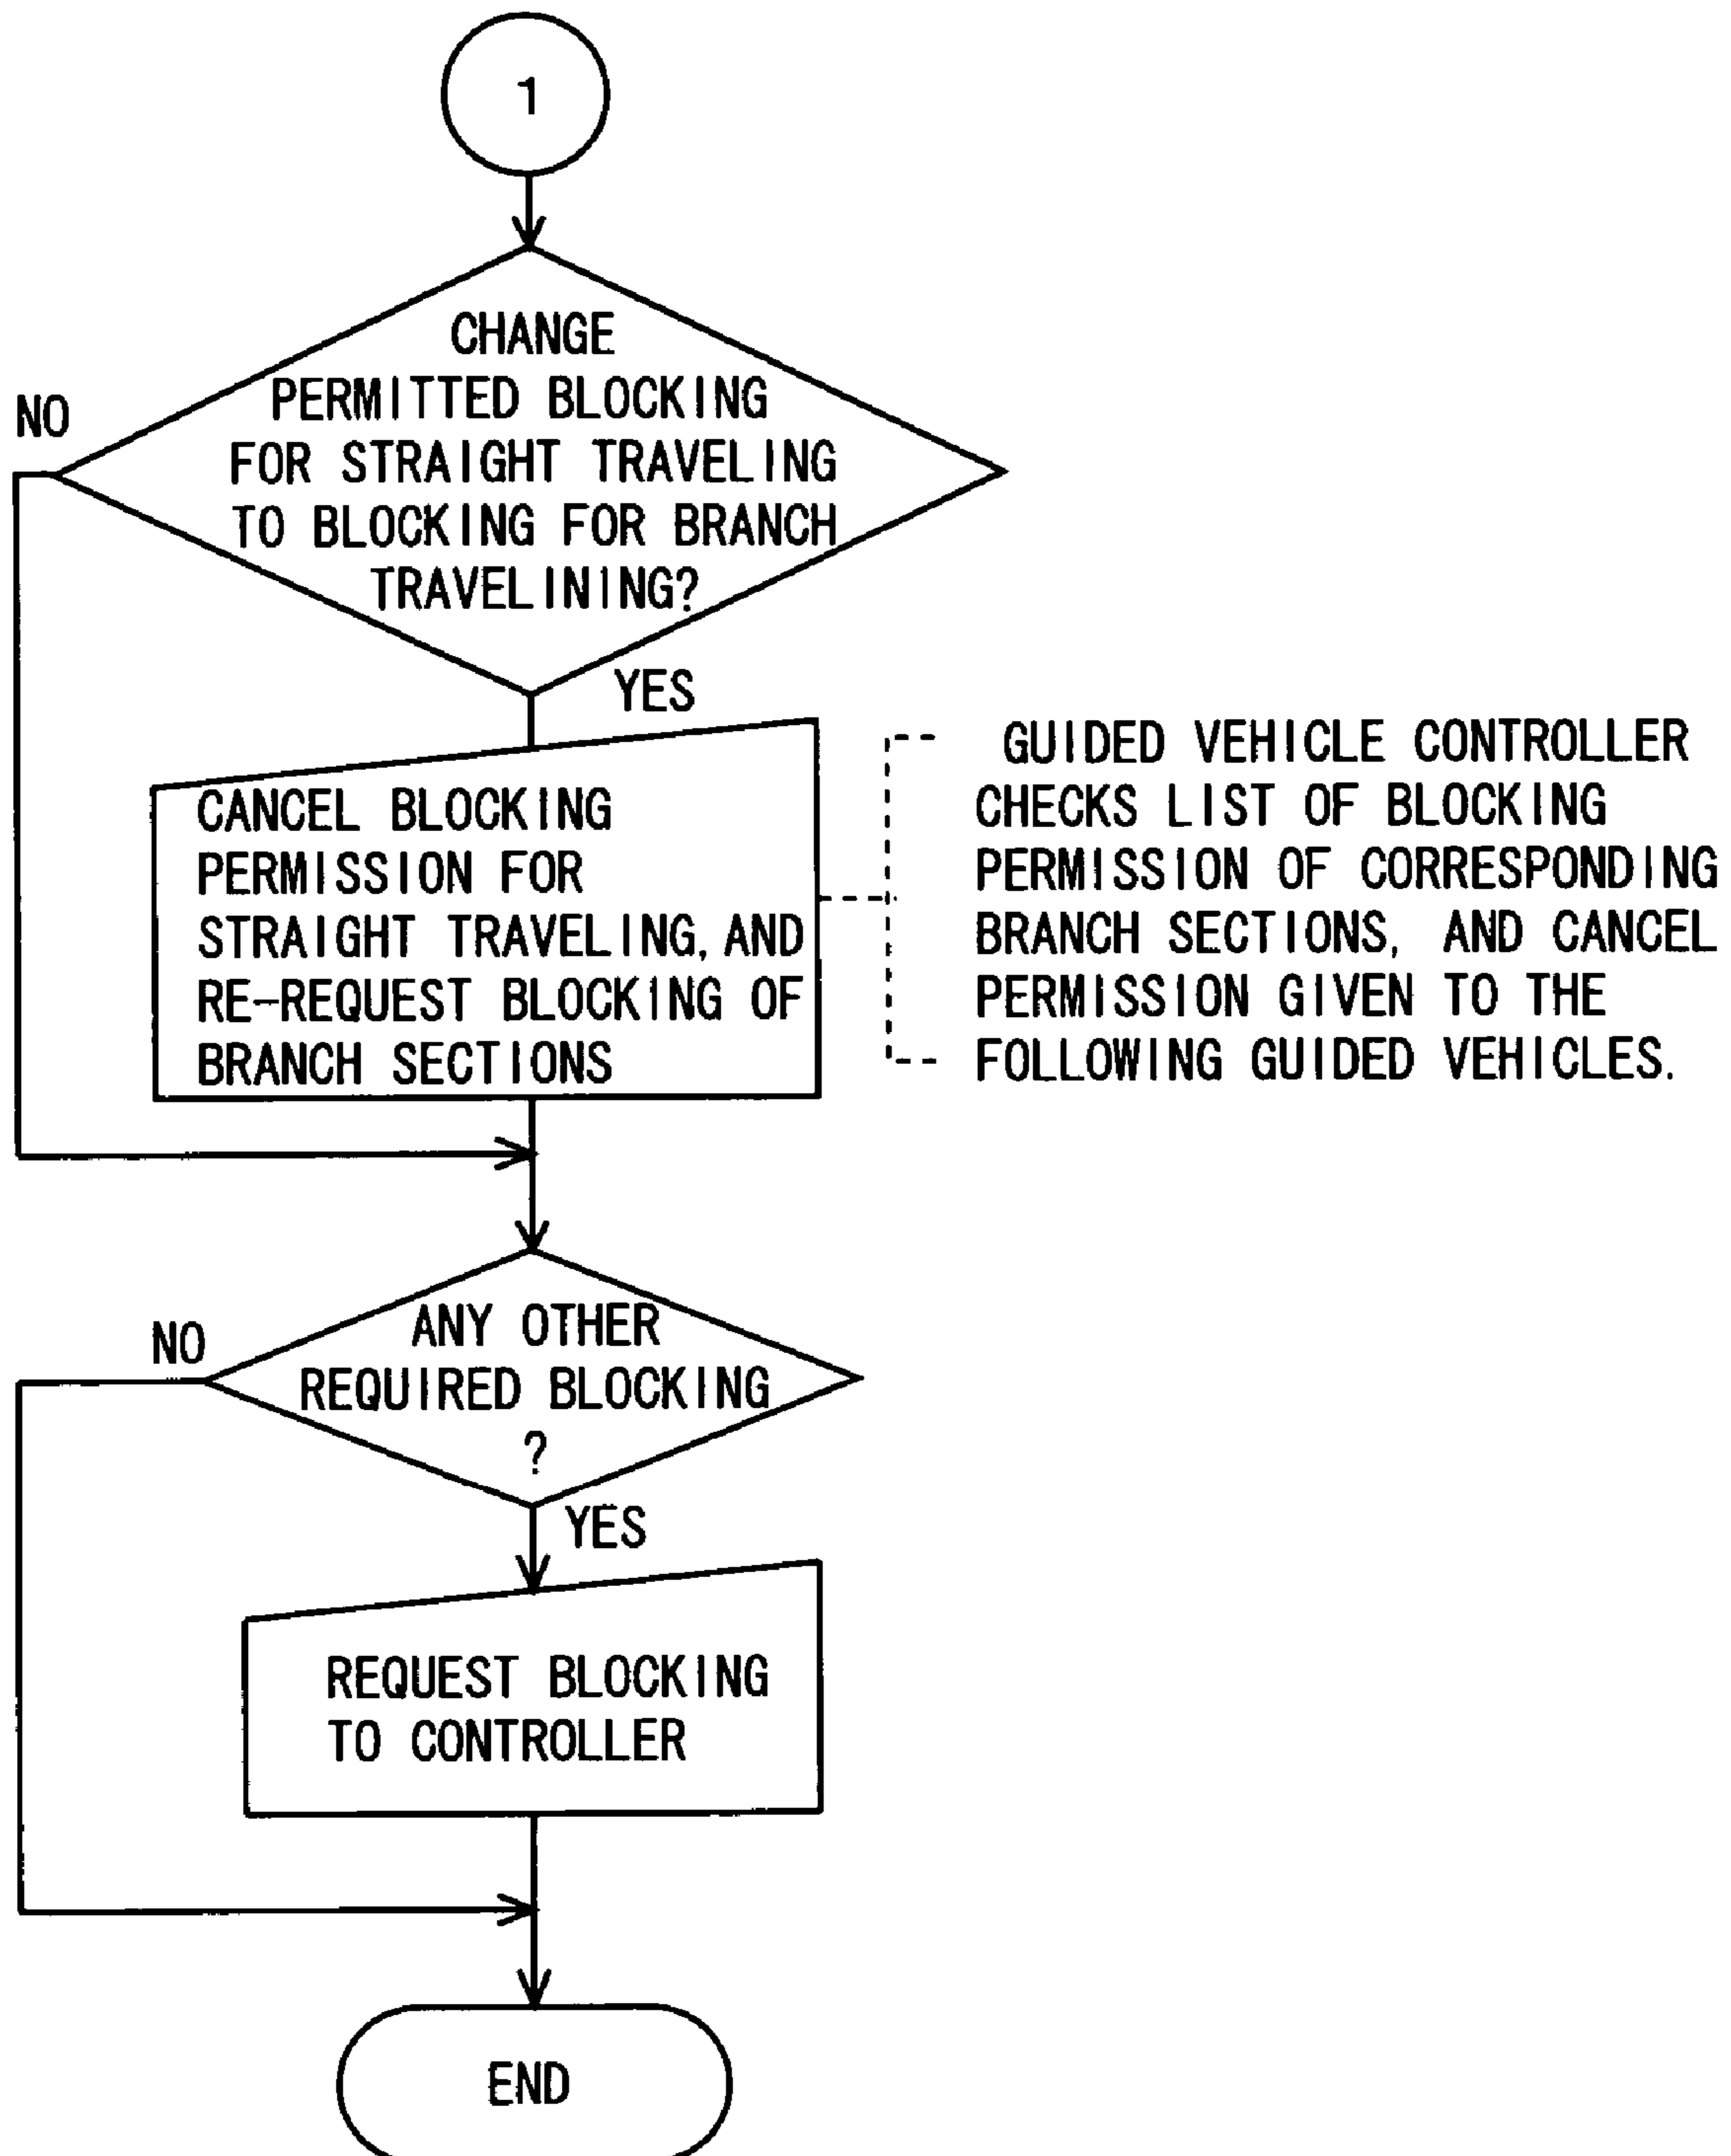 1
CHANGE
PERMITTED BLOCKING
FOR STRAIGHT TRAVELING
TO BLOCKING FOR BRANCH
TRAVELINING?
NO
YES
CANCEL BLOCKING
PERMISSION FOR
STRAIGHT TRAVELING, AND
RE-REQUEST BLOCKING OF
BRANCH SECTIONS
GUIDED VEHICLE CONTROLLER
CHECKS LIST OF BLOCKING
PERMISSION OF CORRESPONDING
BRANCH SECTIONS, AND CANCEL
PERMISSION GIVEN TO THE
FOLLOWING GUIDED VEHICLES.
ANY OTHER
REQUIRED BLOCKING
?
NO
YES
REQUEST BLOCKING
TO CONTROLLER
END